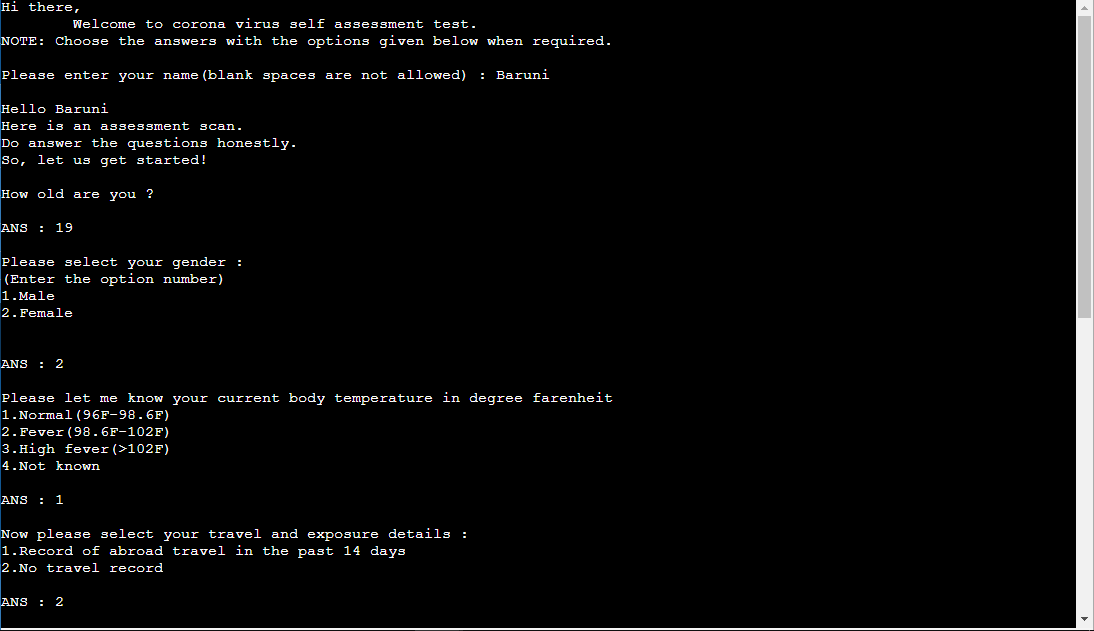 Hi there,
Welcome to corona virus self assessment test.
NOTE: Choose the answers with the options given below when required.
Please enter your name(blank spaces are not allowed) : Baruni
Hello Baruni
Here is an assessment scan.
Do answer the questions honestly.
So, let us get started!
How old are you ?
ANS : 19
Please select your gender :
(Enter the option number)
1.Male
2.Female
ANS : 2
Please let me know your current body temperature in degree farenheit
1.Normal(96F-98.6F)
2.Fever(98.6F-102F)
3.High fever(>102F)
4.Not known
ANS : 1
Now please select your travel and exposure details :
1.Record of abroad travel in the past 14 days
2.No travel record
ANS : 2